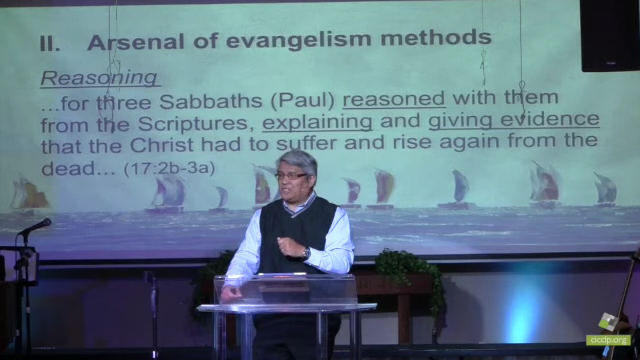 II. Arsenal of evangelism methods
Reasoning
...for three Sabbaths (Paul) reasoned with them
from the Scriptures, explaining and giving evidence
that the Christ had to suffer and rise again from the
dead... (17:2b-3a)
cicdp.org